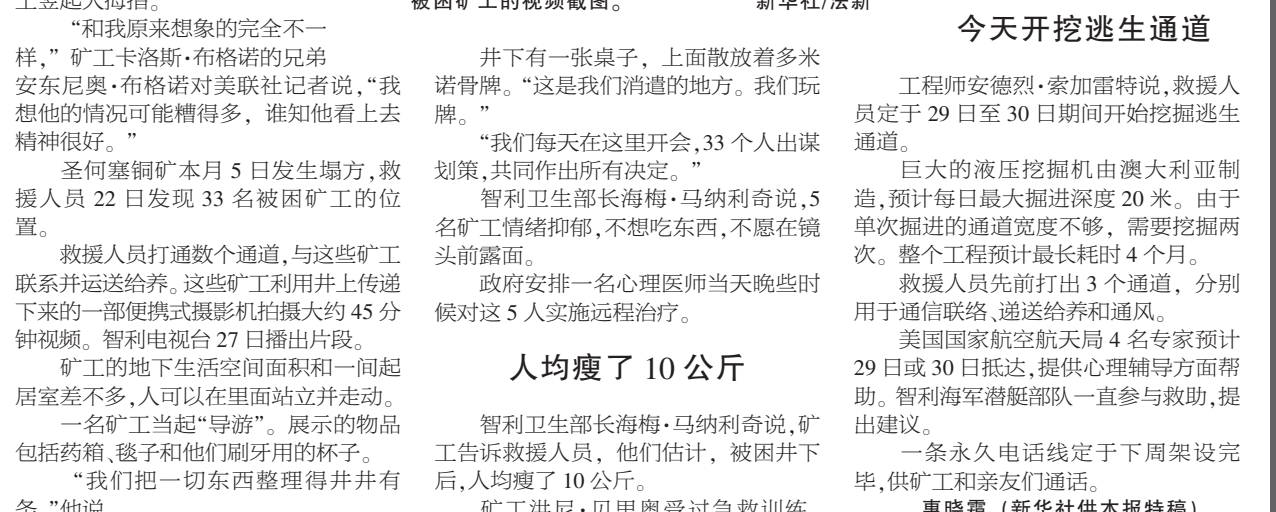 上竖起大拇指。
“和我原来想象的完全不一
样,”矿工卡洛斯·布格诺的兄弟
安东尼奥·布格诺对美联社记者说,“我
想他的情况可能糟得多，谁知他看上去
精神很好。”
圣何塞铜矿本月 5 日发生塌方,救
援人员 22 日发现 33 名被困矿工的位
置。
救援人员打通数个通道,与这些矿工
联系并运送给养。这些矿工利用井上传递
下来的一部便携式摄影机拍摄大约 45 分
钟视频。智利电视台 27 日播出片段。
矿工的地下生活空间面积和一间起
居室差不多,人可以在里面站立并走动。
一名矿工当起“导游”。展示的物品
包括药箱、毯子和他们刷牙用的杯子。
“我们把一切东西整理得井井有
条,”他说
被困矿工的视频截图。
新华社/法新
井下有一张桌子，上面散放着多米
诺骨牌。“这是我们消遣的地方。我们玩
牌。”
“我们每天在这里开会,33 个人出谋
划策,共同作出所有决定。”
智利卫生部长海梅·马纳利奇说,5
名矿工情绪抑郁,不想吃东西,不愿在镜
头前露面。
政府安排一名心理医师当天晚些时
候对这 5 人实施远程治疗。
人均瘦了 10 公斤
智利卫生部长海梅·马纳利奇说,矿
工告诉救援人员，他们估计，被困井下
后,人均瘦了 10 公斤。
矿工洪尼·贝里奥受过急救训练，
今天开挖逃生通道
工程师安德烈·索加雷特说,救援人
员定于 29 日至 30 日期间开始挖掘逃生
通道。
巨大的液压挖掘机由澳大利亚制
造,预计每日最大掘进深度 20 米。由于
单次掘进的通道宽度不够，需要挖掘两
次。整个工程预计最长耗时 4 个月。
救援人员先前打出 3 个通道，分别
用于通信联络、递送给养和通风。
美国国家航空航天局 4 名专家预计
29 日或 30 日抵达,提供心理辅导方面帮
助。智利海军潜艇部队一直参与救助,提
出建议。
一条永久电话线定于下周架设完
毕,供矿工和亲友们通话。
惠晓霜（新华社供本报特稿）